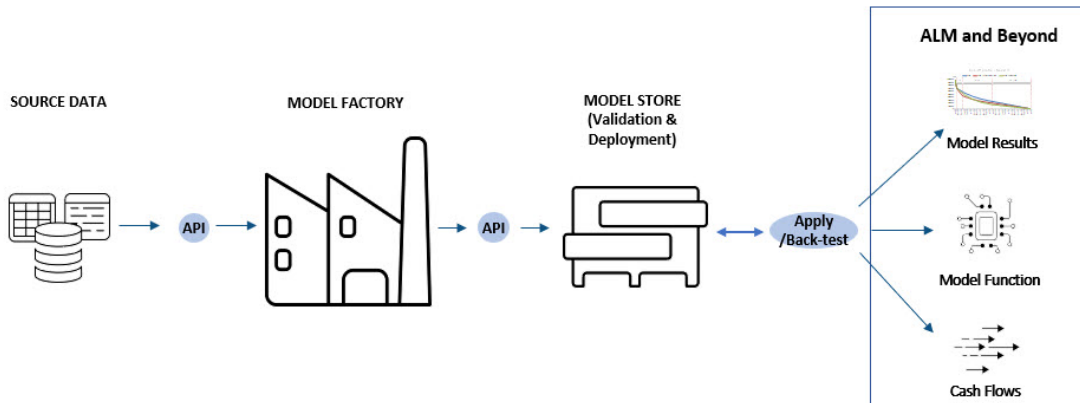 ALM and Beyond
SOURCE DATA
MODEL FACTORY
MODEL STORE
(Validation &
Deployment)
API
API
Apply
/Back-test
Model Results
Model Function
Cash Flows